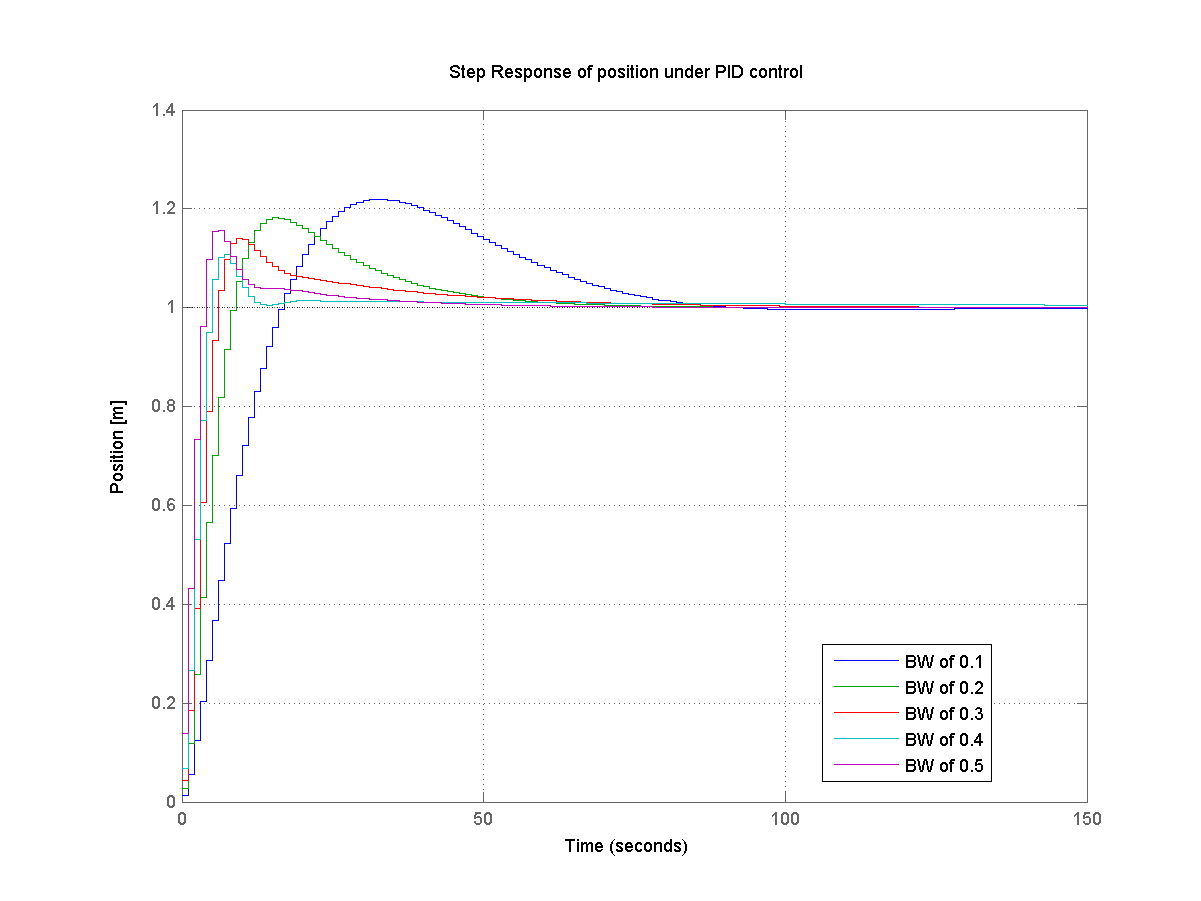 Step Response of position under PID control
1.4
1.2
1
0.8
0.6
0.4
0.2
0
Position [m]
0
50
100
150
Time (seconds)
BW of 0.1
BW of 0.2
BW of 0.3
BW of 0.4
BW of 0.5